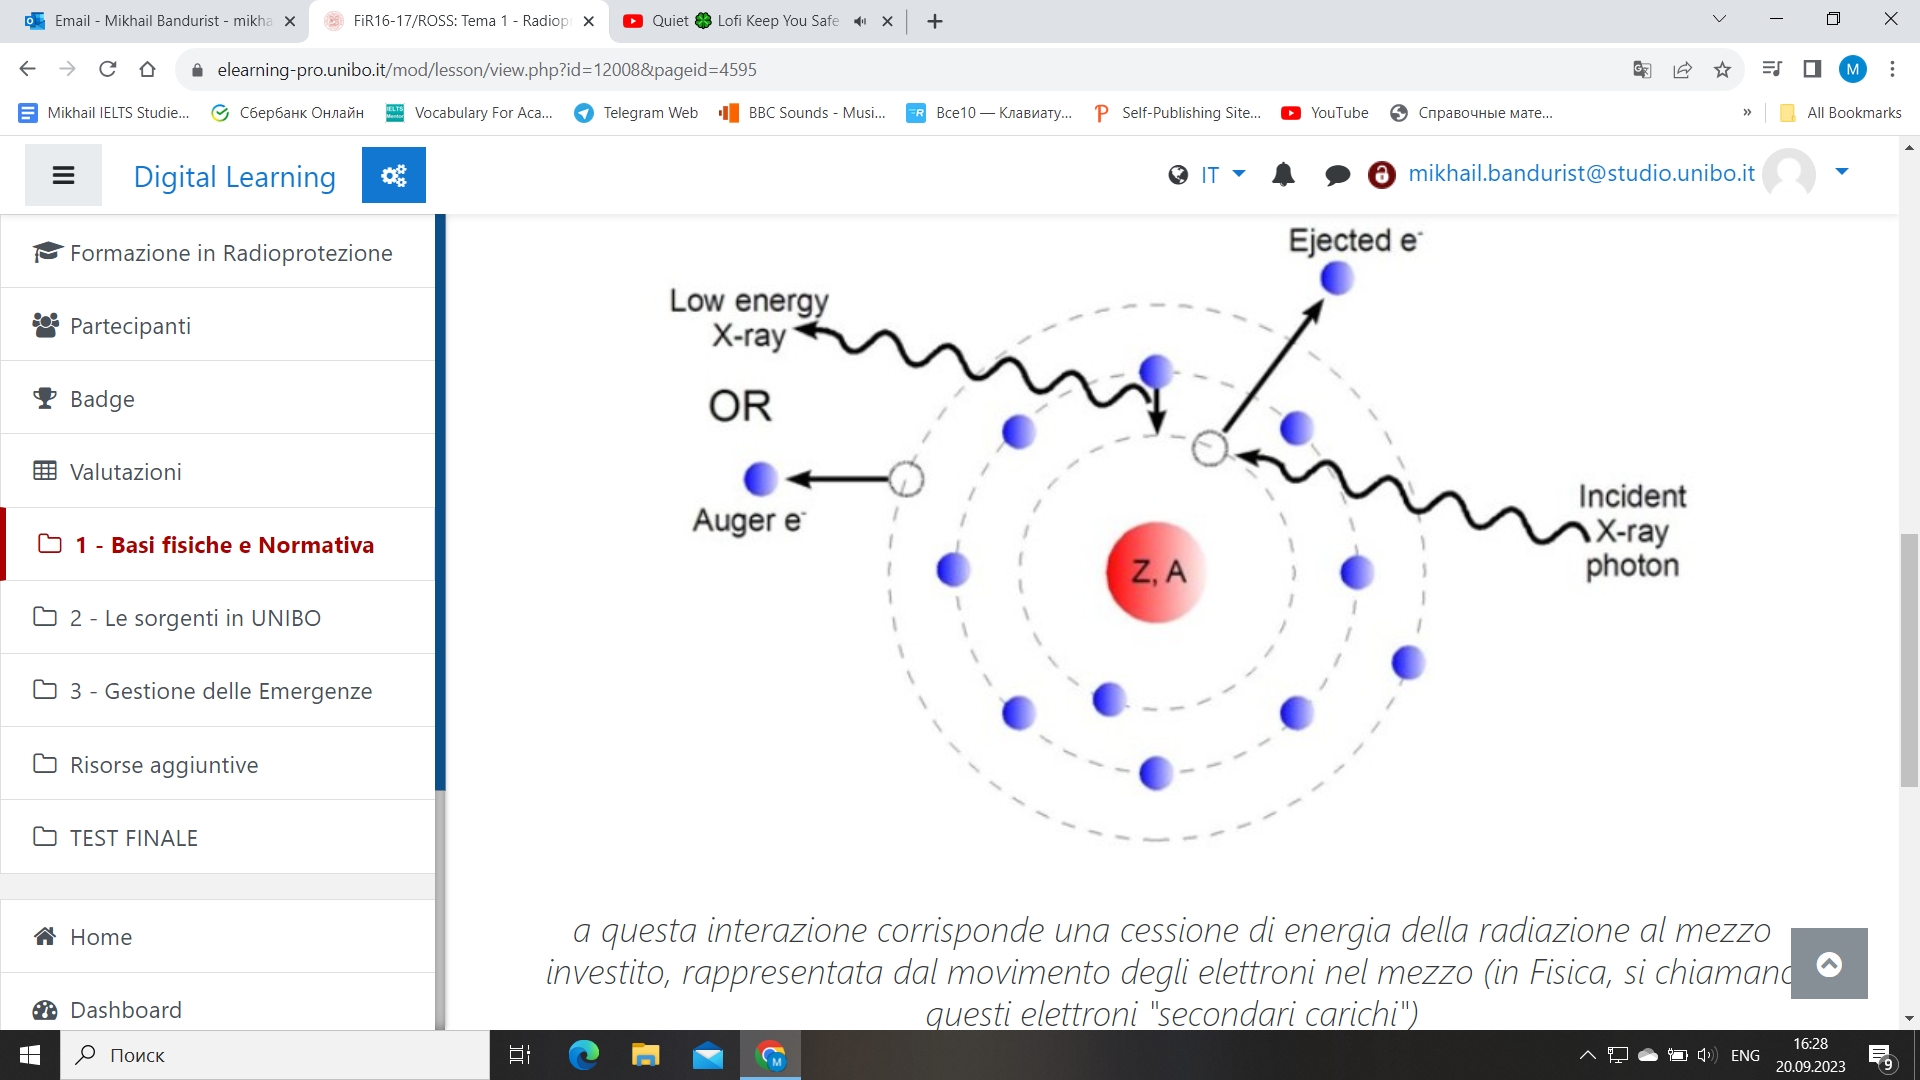 Email - Mikhail Bandurist - mikha
FiR16-17/ROSS: Tema 1 - Radiopr
Quiet 🍀 Lofi Keep You Safe
elearning-pro.unibo.it/mod/lesson/view.php?id=12008&pageid=4595
M
Mikhail IELTS Studie...
Сбербанк Онлайн
Vocabulary For Aca...
Telegram Web
BBC Sounds - Musi...
Все10 — Клавиату...
Self-Publishing Site...
YouTube
Справочные мате...
»
All Bookmarks
Digital Learning
IT
mikhail.bandurist@studio.unibo.it
Formazione in Radioprotezione
Partecipanti
Badge
Valutazioni
1 - Basi fisiche e Normativa
2 - Le sorgenti in UNIBO
3 - Gestione delle Emergenze
Risorse aggiuntive
TEST FINALE
Home
Dashboard
Ejected e-
Low energy
X-ray
OR
Auger e-
Z, A
Incident
X-ray
photon
a questa interazione corrisponde una cessione di energia della radiazione al mezzo
investito, rappresentata dal movimento degli elettroni nel mezzo (in Fisica, si chiamano
questi elettroni "secondari carichi")
Поиск
M
ENG
16:28
20.09.2023
9